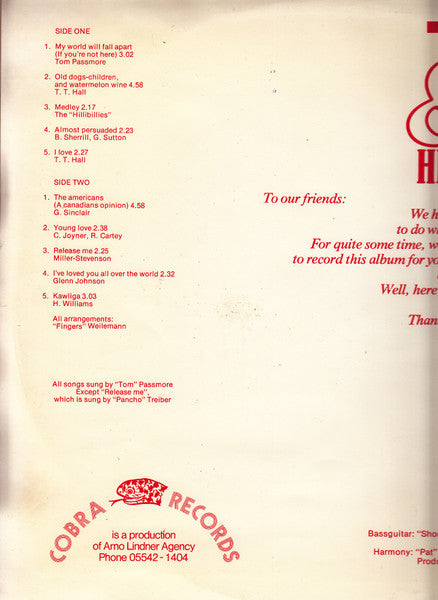 SIDE ONE
1. My world will fall apart
(If you're not here) 3.02
Tom Passmore
2. Old dogs-children,
and watermelon wine 4.58
T. T. Hall
3. Medley 2.17
The "Hillibillies"
4. Almost persuaded 2.23
B. Sherrill, G. Sutton
5. I love 2.27
T. T. Hall
SIDE TWO
1. The americans
(A canadians opinion) 4.58
G. Sinclair
2. Young love 2.38
C. Joyner, R. Cartey
3. Release me 2.25
Miller-Stevenson
4. I've loved you all over the world 2.32
Glenn Johnson
5. Kawliga 3.03
H. Williams
All arrangements:
"Fingers" Weilemann
All songs sung by "Tom" Passmore
Except "Release me",
which is sung by "Pancho" Treiber
COBRA RECORDS
is a production
of Arno Lindner Agency
Phone 05542 - 1404
&
H
To our friends:
We h
to do w
For quite some time, w
to record this album for yo
Well, here
Than
Bassguitar: "Sho
Harmony: "Pat"
Prod